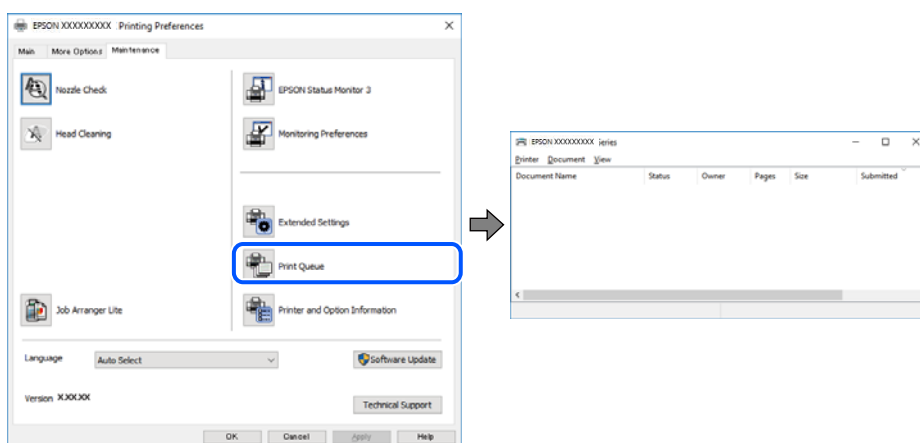 EPSON XXXXXXXXX Printing Preferences
Main More Options Maintenance
Nozzle Check
Head Cleaning
Job Arranger Lite
EPSON Status Monitor 3
Monitoring Preferences
Extended Settings
Print Queue
Printer and Option Information
Language Auto Select Software Update
Version X.XX.XX
Technical Support
OK Cancel Apply Help
EPSON XXXXXXXXX ieries
Printer Document View
Document Name Status Owner Pages Size Submitted